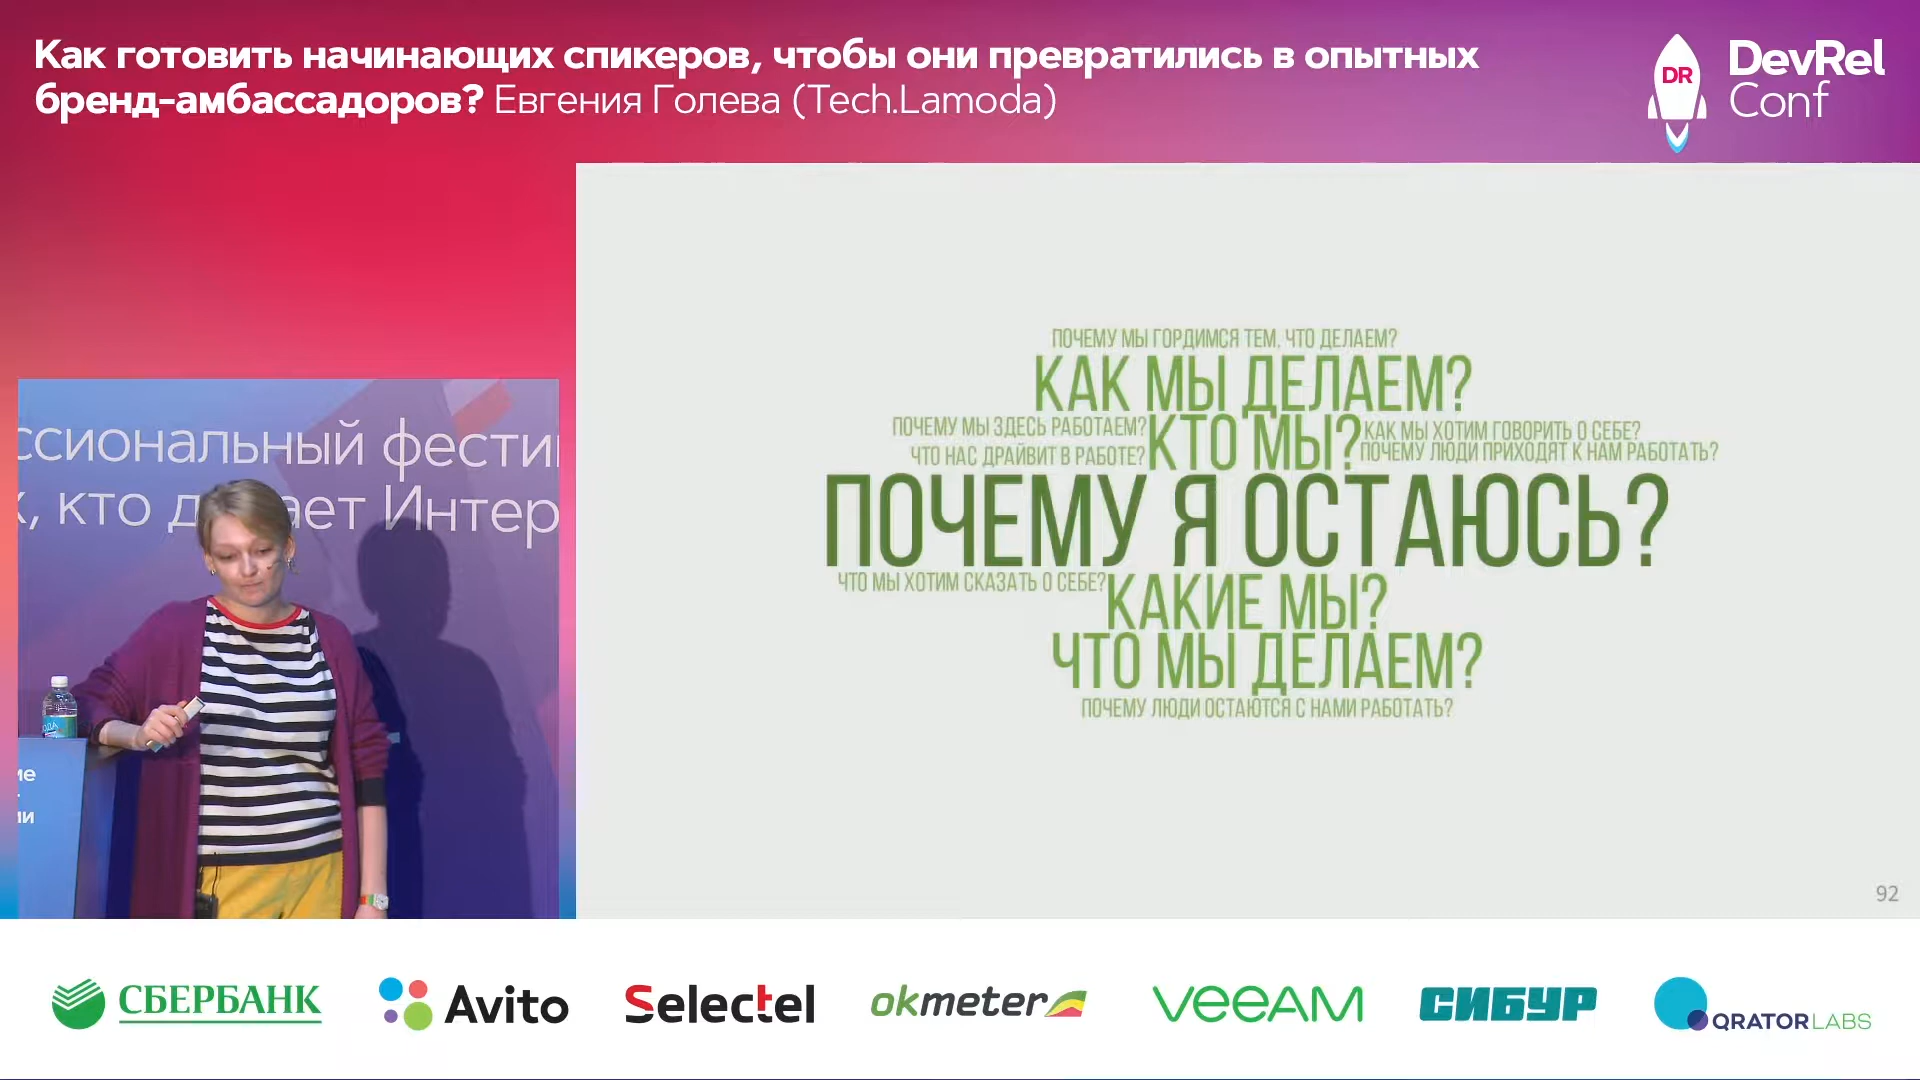 Как готовить начинающих спикеров, чтобы они превратились в опытных
бренд-амбассадоров? Евгения Голева (Tech.Lamoda)
DR
DevRel
Conf
ссиональный фести
, кто д ает Интер
ПОЧЕМУ МЫ ГОРДИМСЯ ТЕМ, ЧТО ДЕЛАЕМ?
КАК МЫ ДЕЛАЕМ?
ПОЧЕМУ МЫ ЗДЕСЬ РАБОТАЕМ?
ЧТО НАС ДРАЙВИТ В РАБОТЕ?
КТО МЫ?
КАК МЫ ХОТИМ ГОВОРИТЬ О СЕБЕ?
ПОЧЕМУ ЛЮДИ ПРИХОДЯТ К НАМ РАБОТАТЬ?
ПОЧЕМУ Я ОСТАЮСЬ?
ЧТО МЫ ХОТИМ СКАЗАТЬ О СЕБЕ?
КАКИЕ МЫ?
ЧТО МЫ ДЕЛАЕМ?
ПОЧЕМУ ЛЮДИ ОСТАЮТСЯ С НАМИ РАБОТАТЬ?
92
СБЕРБАНК
Avito
Selectel
okmeter
VEEAM
СИБУР
QRATOR LABS